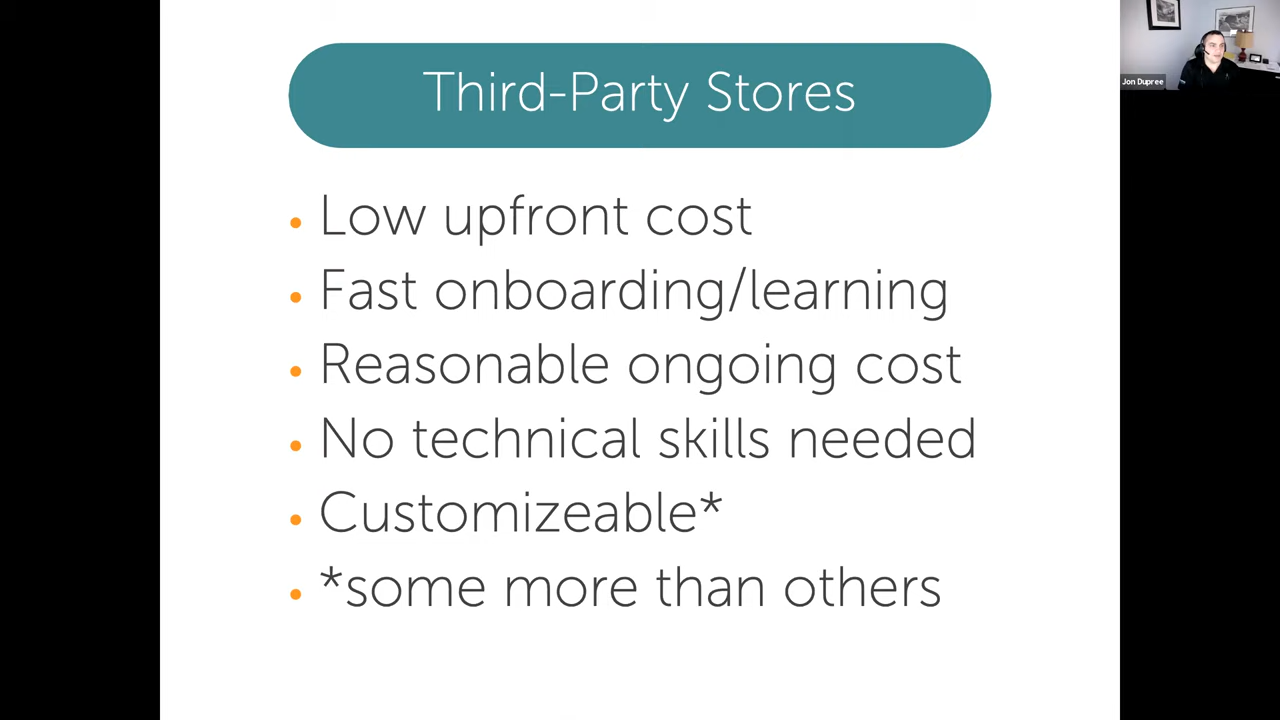 Third-Party Stores
Jon Dupree
• Low upfront cost
• Fast onboarding/learning
• Reasonable ongoing cost
• No technical skills needed
• Customizeable*
• *some more than others